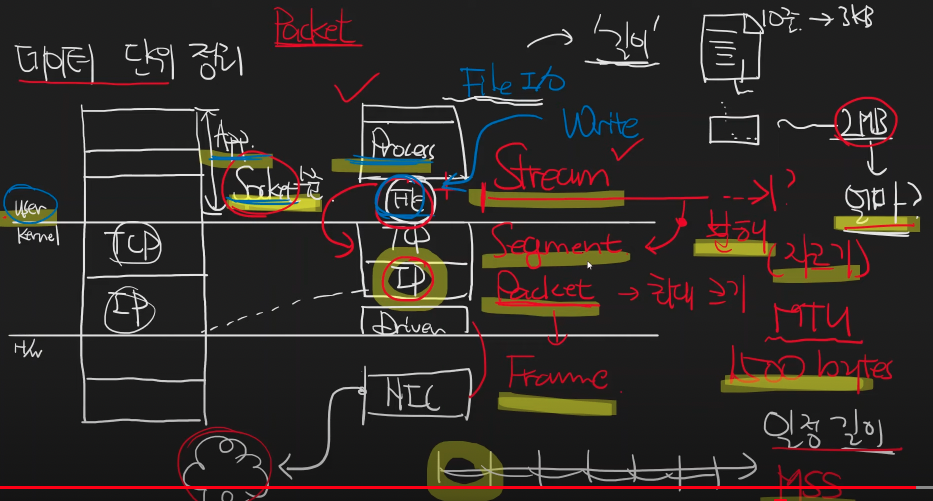 Packet
데이터 단위 정리
'길이'
10줄 → 3KB
File I/O
Write
2MB
얼마?
App.
Socket
Process
Stream
?
User
Kernel
TCP
IP
TCP
IP
Driver
H/W
NIC
Segment
분해
(자르기)
Packet → 최대 크기
MTU
1500 bytes
Frame
일정 길이
MSS